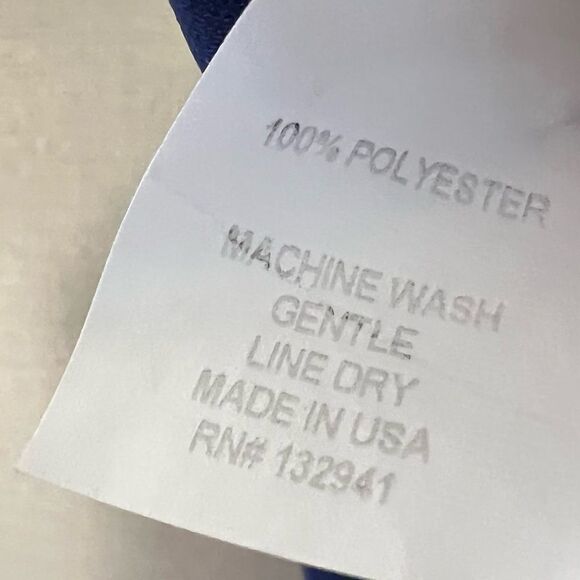 100% POLYESTER
MACHINE WASH
GENTLE
LINE DRY
MADE IN USA
RN# 132941